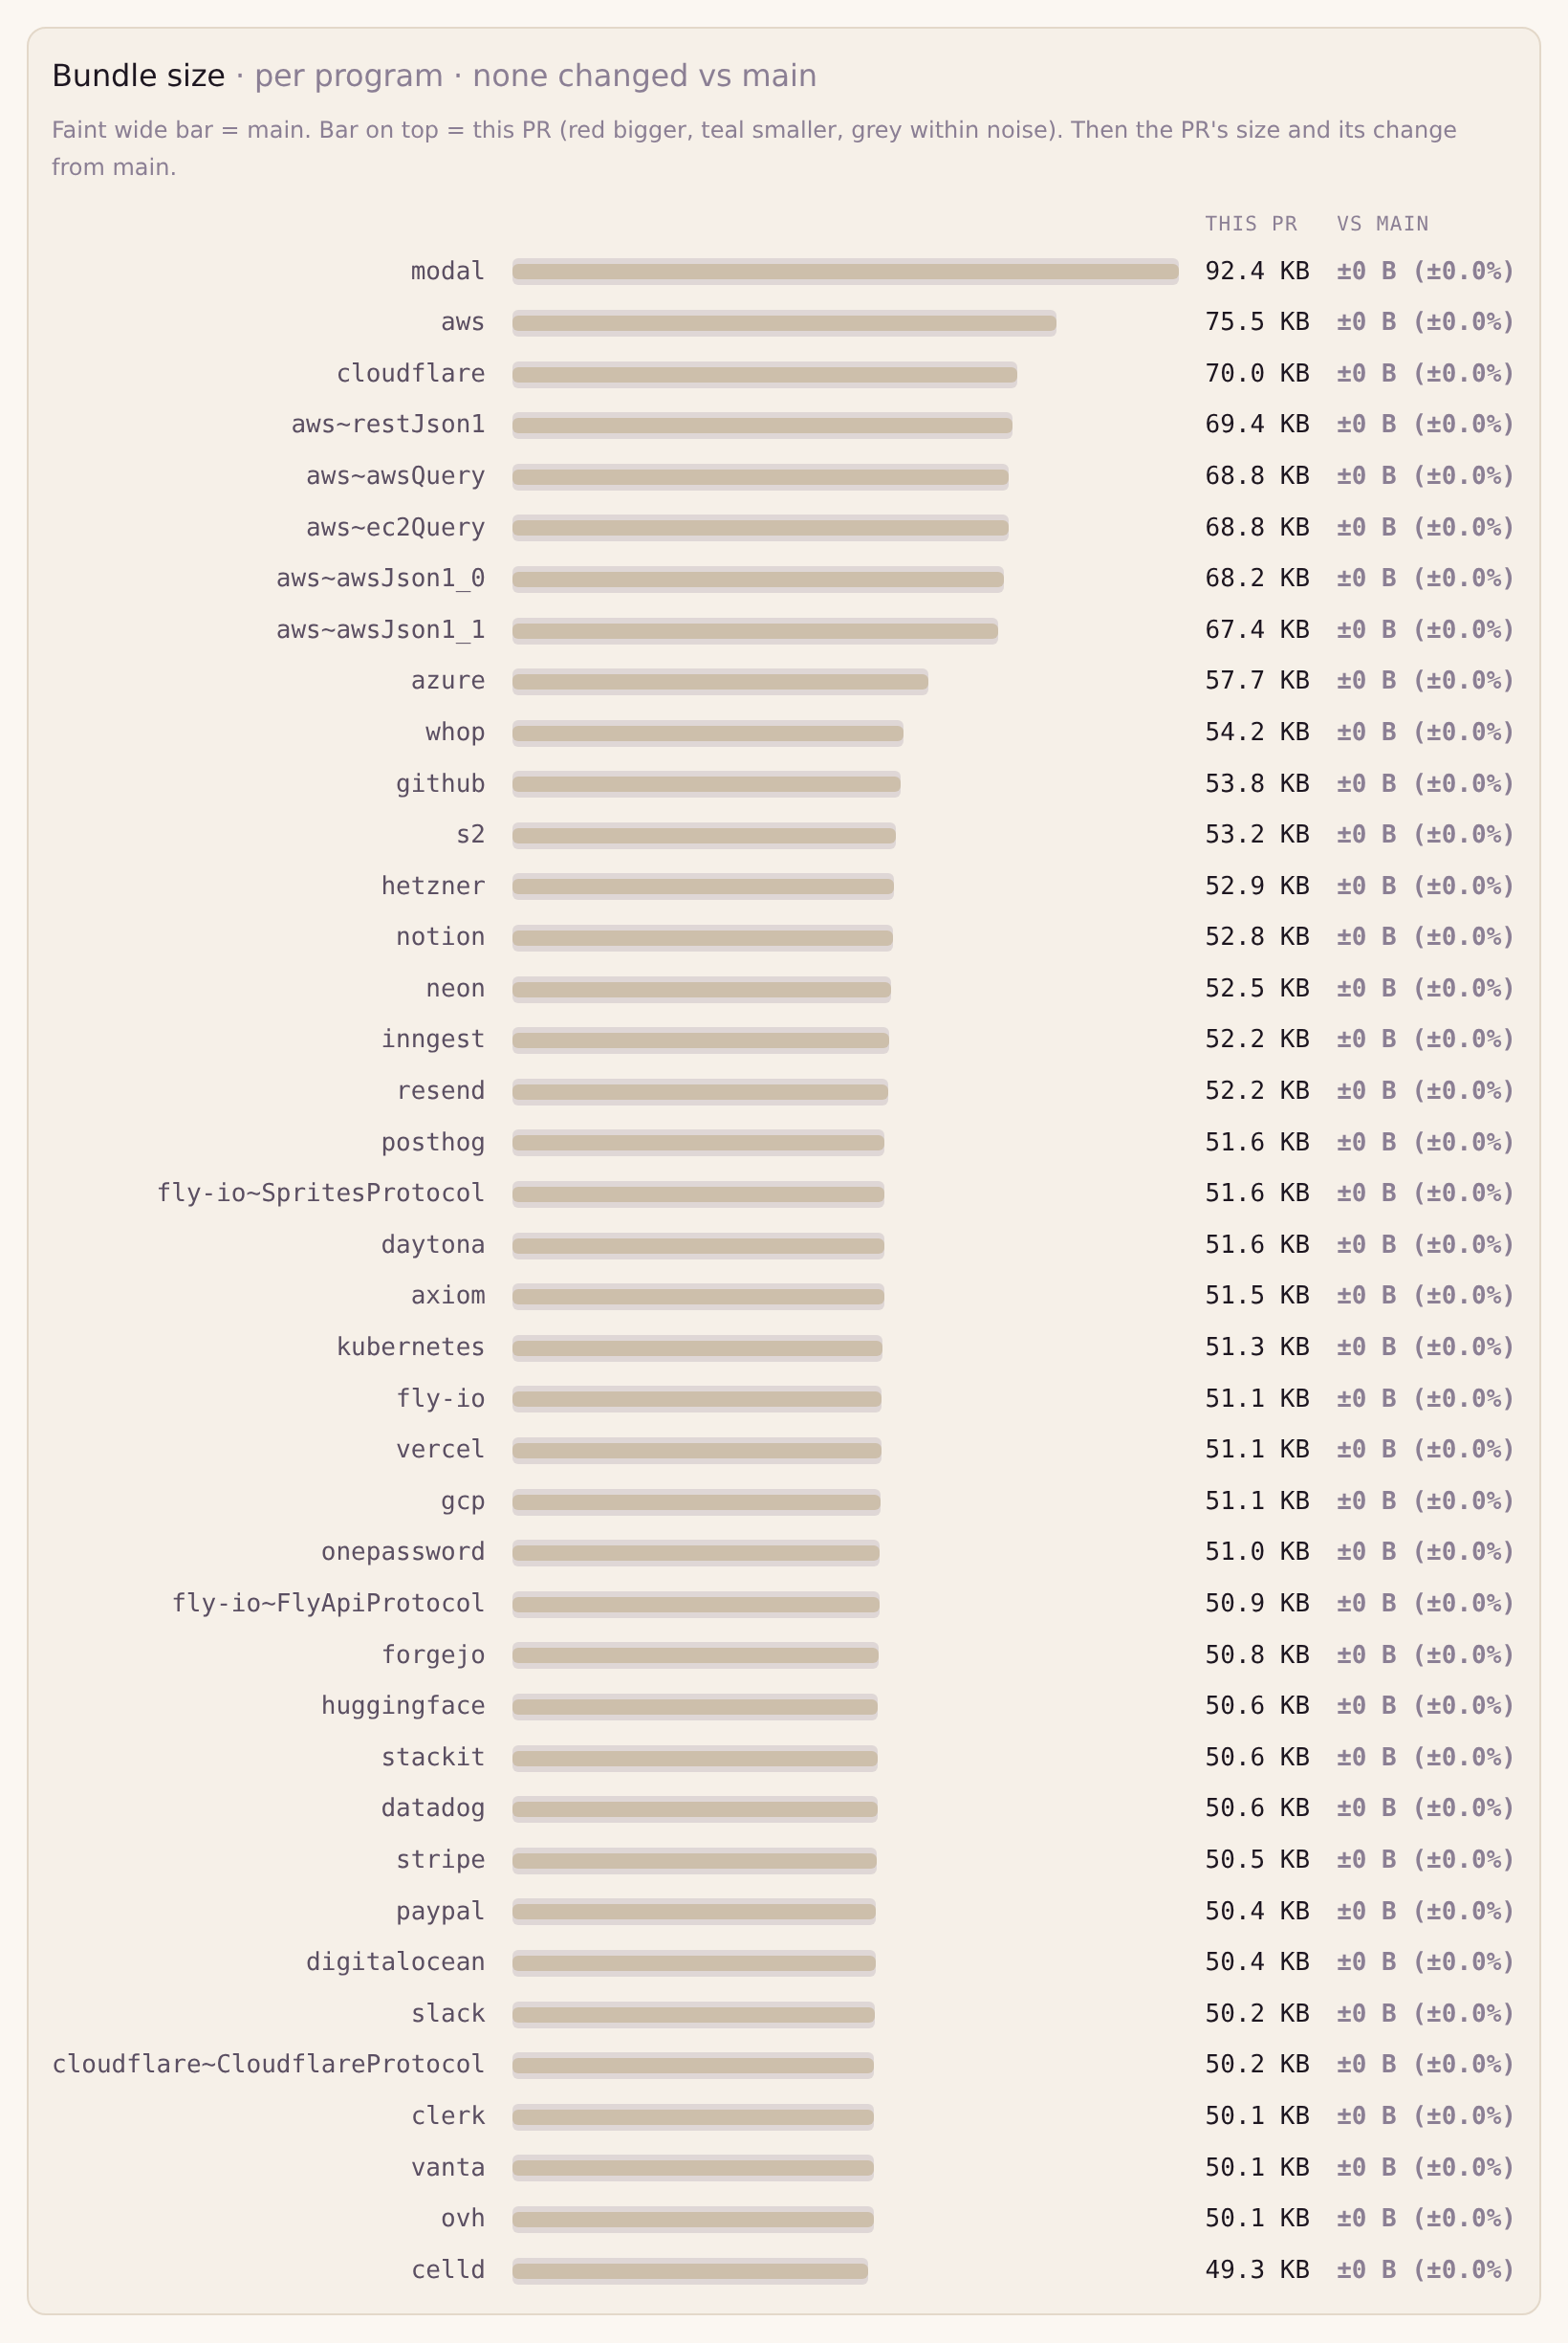 Bundle size · per program · none changed vs main
Faint wide bar = main. Bar on top = this PR (red bigger, teal smaller, grey within noise). Then the PR's size and its change
from main.
THIS PR VS MAIN
modal 92.4 KB ±0 B (±0.0%)
aws 75.5 KB ±0 B (±0.0%)
cloudflare 70.0 KB ±0 B (±0.0%)
aws~restJson1 69.4 KB ±0 B (±0.0%)
aws~awsQuery 68.8 KB ±0 B (±0.0%)
aws~ec2Query 68.8 KB ±0 B (±0.0%)
aws~awsJson1_0 68.2 KB ±0 B (±0.0%)
aws~awsJson1_1 67.4 KB ±0 B (±0.0%)
azure 57.7 KB ±0 B (±0.0%)
whop 54.2 KB ±0 B (±0.0%)
github 53.8 KB ±0 B (±0.0%)
s2 53.2 KB ±0 B (±0.0%)
hetzner 52.9 KB ±0 B (±0.0%)
notion 52.8 KB ±0 B (±0.0%)
neon 52.5 KB ±0 B (±0.0%)
inngest 52.2 KB ±0 B (±0.0%)
resend 52.2 KB ±0 B (±0.0%)
posthog 51.6 KB ±0 B (±0.0%)
fly-io~SpritesProtocol 51.6 KB ±0 B (±0.0%)
daytona 51.6 KB ±0 B (±0.0%)
axiom 51.5 KB ±0 B (±0.0%)
kubernetes 51.3 KB ±0 B (±0.0%)
fly-io 51.1 KB ±0 B (±0.0%)
vercel 51.1 KB ±0 B (±0.0%)
gcp 51.1 KB ±0 B (±0.0%)
onepassword 51.0 KB ±0 B (±0.0%)
fly-io~FlyApiProtocol 50.9 KB ±0 B (±0.0%)
forgejo 50.8 KB ±0 B (±0.0%)
huggingface 50.6 KB ±0 B (±0.0%)
stackit 50.6 KB ±0 B (±0.0%)
datadog 50.6 KB ±0 B (±0.0%)
stripe 50.5 KB ±0 B (±0.0%)
paypal 50.4 KB ±0 B (±0.0%)
digitalocean 50.4 KB ±0 B (±0.0%)
slack 50.2 KB ±0 B (±0.0%)
cloudflare~CloudflareProtocol 50.2 KB ±0 B (±0.0%)
clerk 50.1 KB ±0 B (±0.0%)
vanta 50.1 KB ±0 B (±0.0%)
ovh 50.1 KB ±0 B (±0.0%)
celld 49.3 KB ±0 B (±0.0%)